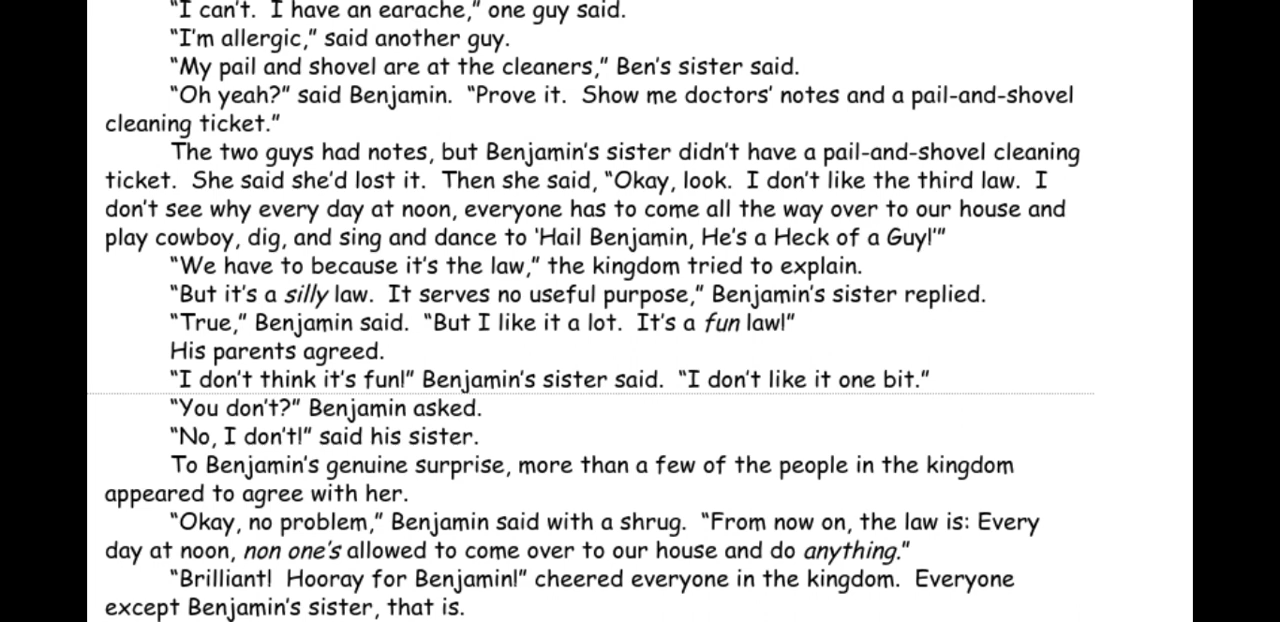 "I can't.  I have an earache," one guy said.
"I'm allergic," said another guy.
"My pail and shovel are at the cleaners," Ben's sister said.
"Oh yeah?" said Benjamin.  "Prove it.  Show me doctors' notes and a pail-and-shovel
cleaning ticket."
The two guys had notes, but Benjamin's sister didn't have a pail-and-shovel cleaning
ticket.  She said she'd lost it.  Then she said, "Okay, look.  I don't like the third law.  I
don't see why every day at noon, everyone has to come all the way over to our house and
play cowboy, dig, and sing and dance to 'Hail Benjamin, He's a Heck of a Guy!'"
"We have to because it's the law," the kingdom tried to explain.
"But it's a silly law.  It serves no useful purpose," Benjamin's sister replied.
"True," Benjamin said.  "But I like it a lot.  It's a fun law!"
His parents agreed.
"I don't think it's fun!" Benjamin's sister said.  "I don't like it one bit."
"You don't?" Benjamin asked.
"No, I don't!" said his sister.
To Benjamin's genuine surprise, more than a few of the people in the kingdom
appeared to agree with her.
"Okay, no problem," Benjamin said with a shrug.  "From now on, the law is: Every
day at noon, non one's allowed to come over to our house and do anything."
"Brilliant!  Hooray for Benjamin!" cheered everyone in the kingdom.  Everyone
except Benjamin's sister, that is.